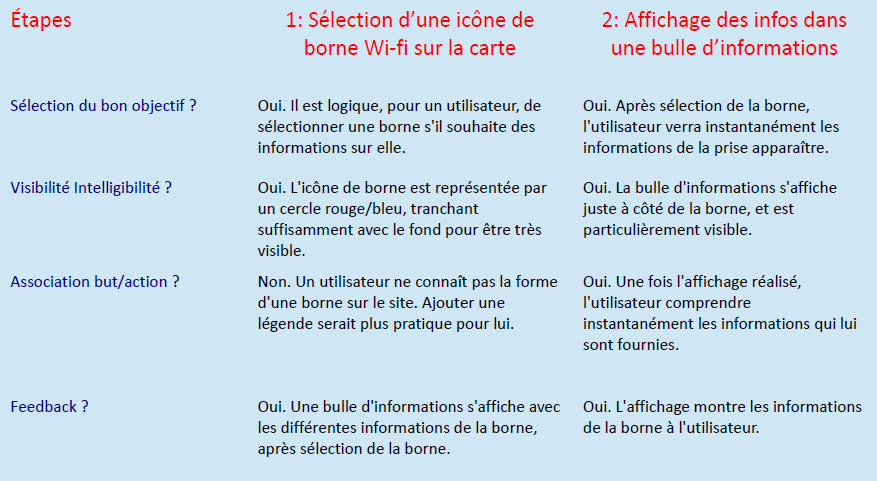 Étapes
1: Sélection d’une icône de
borne Wi-fi sur la carte
2: Affichage des infos dans
une bulle d’informations
Sélection du bon objectif ?
Oui. Il est logique, pour un utilisateur, de
sélectionner une borne s'il souhaite des
informations sur elle.
Oui. Après sélection de la borne,
l'utilisateur verra instantanément les
informations de la prise apparaître.
Visibilité Intelligibilité ?
Oui. L'icône de borne est représentée par
un cercle rouge/bleu, tranchant
suffisamment avec le fond pour être très
visible.
Oui. La bulle d'informations s'affiche
juste à côté de la borne, et est
particulièrement visible.
Association but/action ?
Non. Un utilisateur ne connaît pas la forme
d'une borne sur le site. Ajouter une
légende serait plus pratique pour lui.
Oui. Une fois l'affichage réalisé,
l'utilisateur comprendre
instantanément les informations qui lui
sont fournies.
Feedback ?
Oui. Une bulle d'informations s'affiche avec
les différentes informations de la borne,
après sélection de la borne.
Oui. L'affichage montre les informations
de la borne à l'utilisateur.